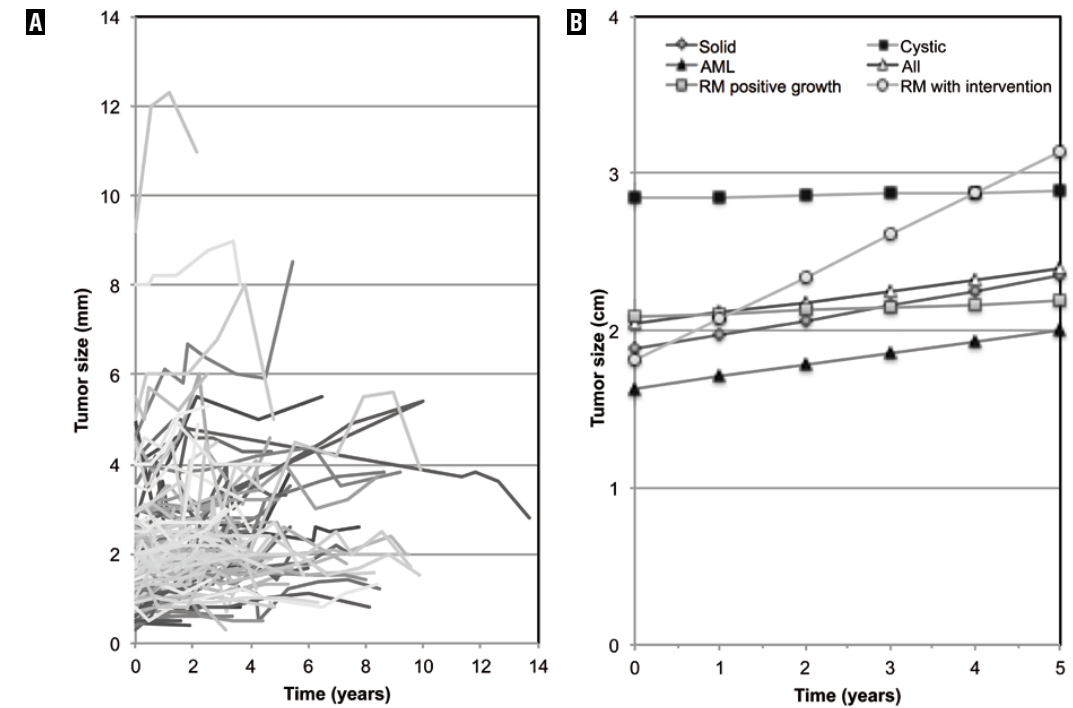 A
14
12
10
8
6
4
2
0
Tumor size (mm)
0 2 4 6 8 10 12 14
Time (years)
B
4
3
2
1
0
Tumor size (cm)
Solid Cystic
AML All
RM positive growth RM with intervention
0 1 2 3 4 5
Time (years)